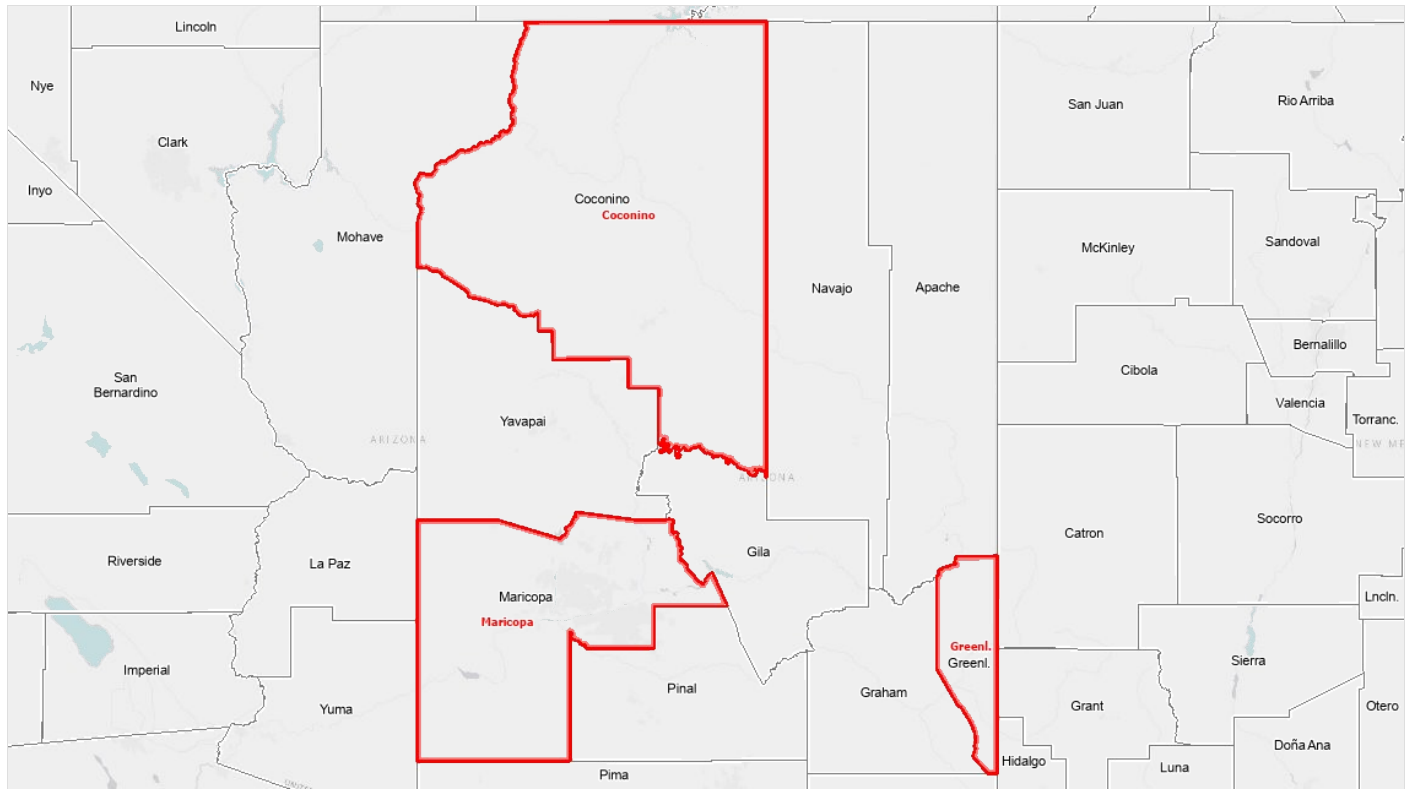 Lincoln
Nye
San Juan
Rio Arriba
Clark
Inyo
Coconino
Coconino
Mohave
McKinley
Sandoval
Navajo
Apache
Bernalillo
San
Bernardino
Cibola
Valencia
Torranc.
Yavapai
ARIZONA
NEW ME
ARIZONA
Socorro
Catron
Gila
Riverside
La Paz
Maricopa
Maricopa
Lncln.
Greenl.
Greenl.
Imperial
Sierra
Pinal
Graham
Yuma
Grant
Otero
Doña Ana
Hidalgo
Luna
Pima